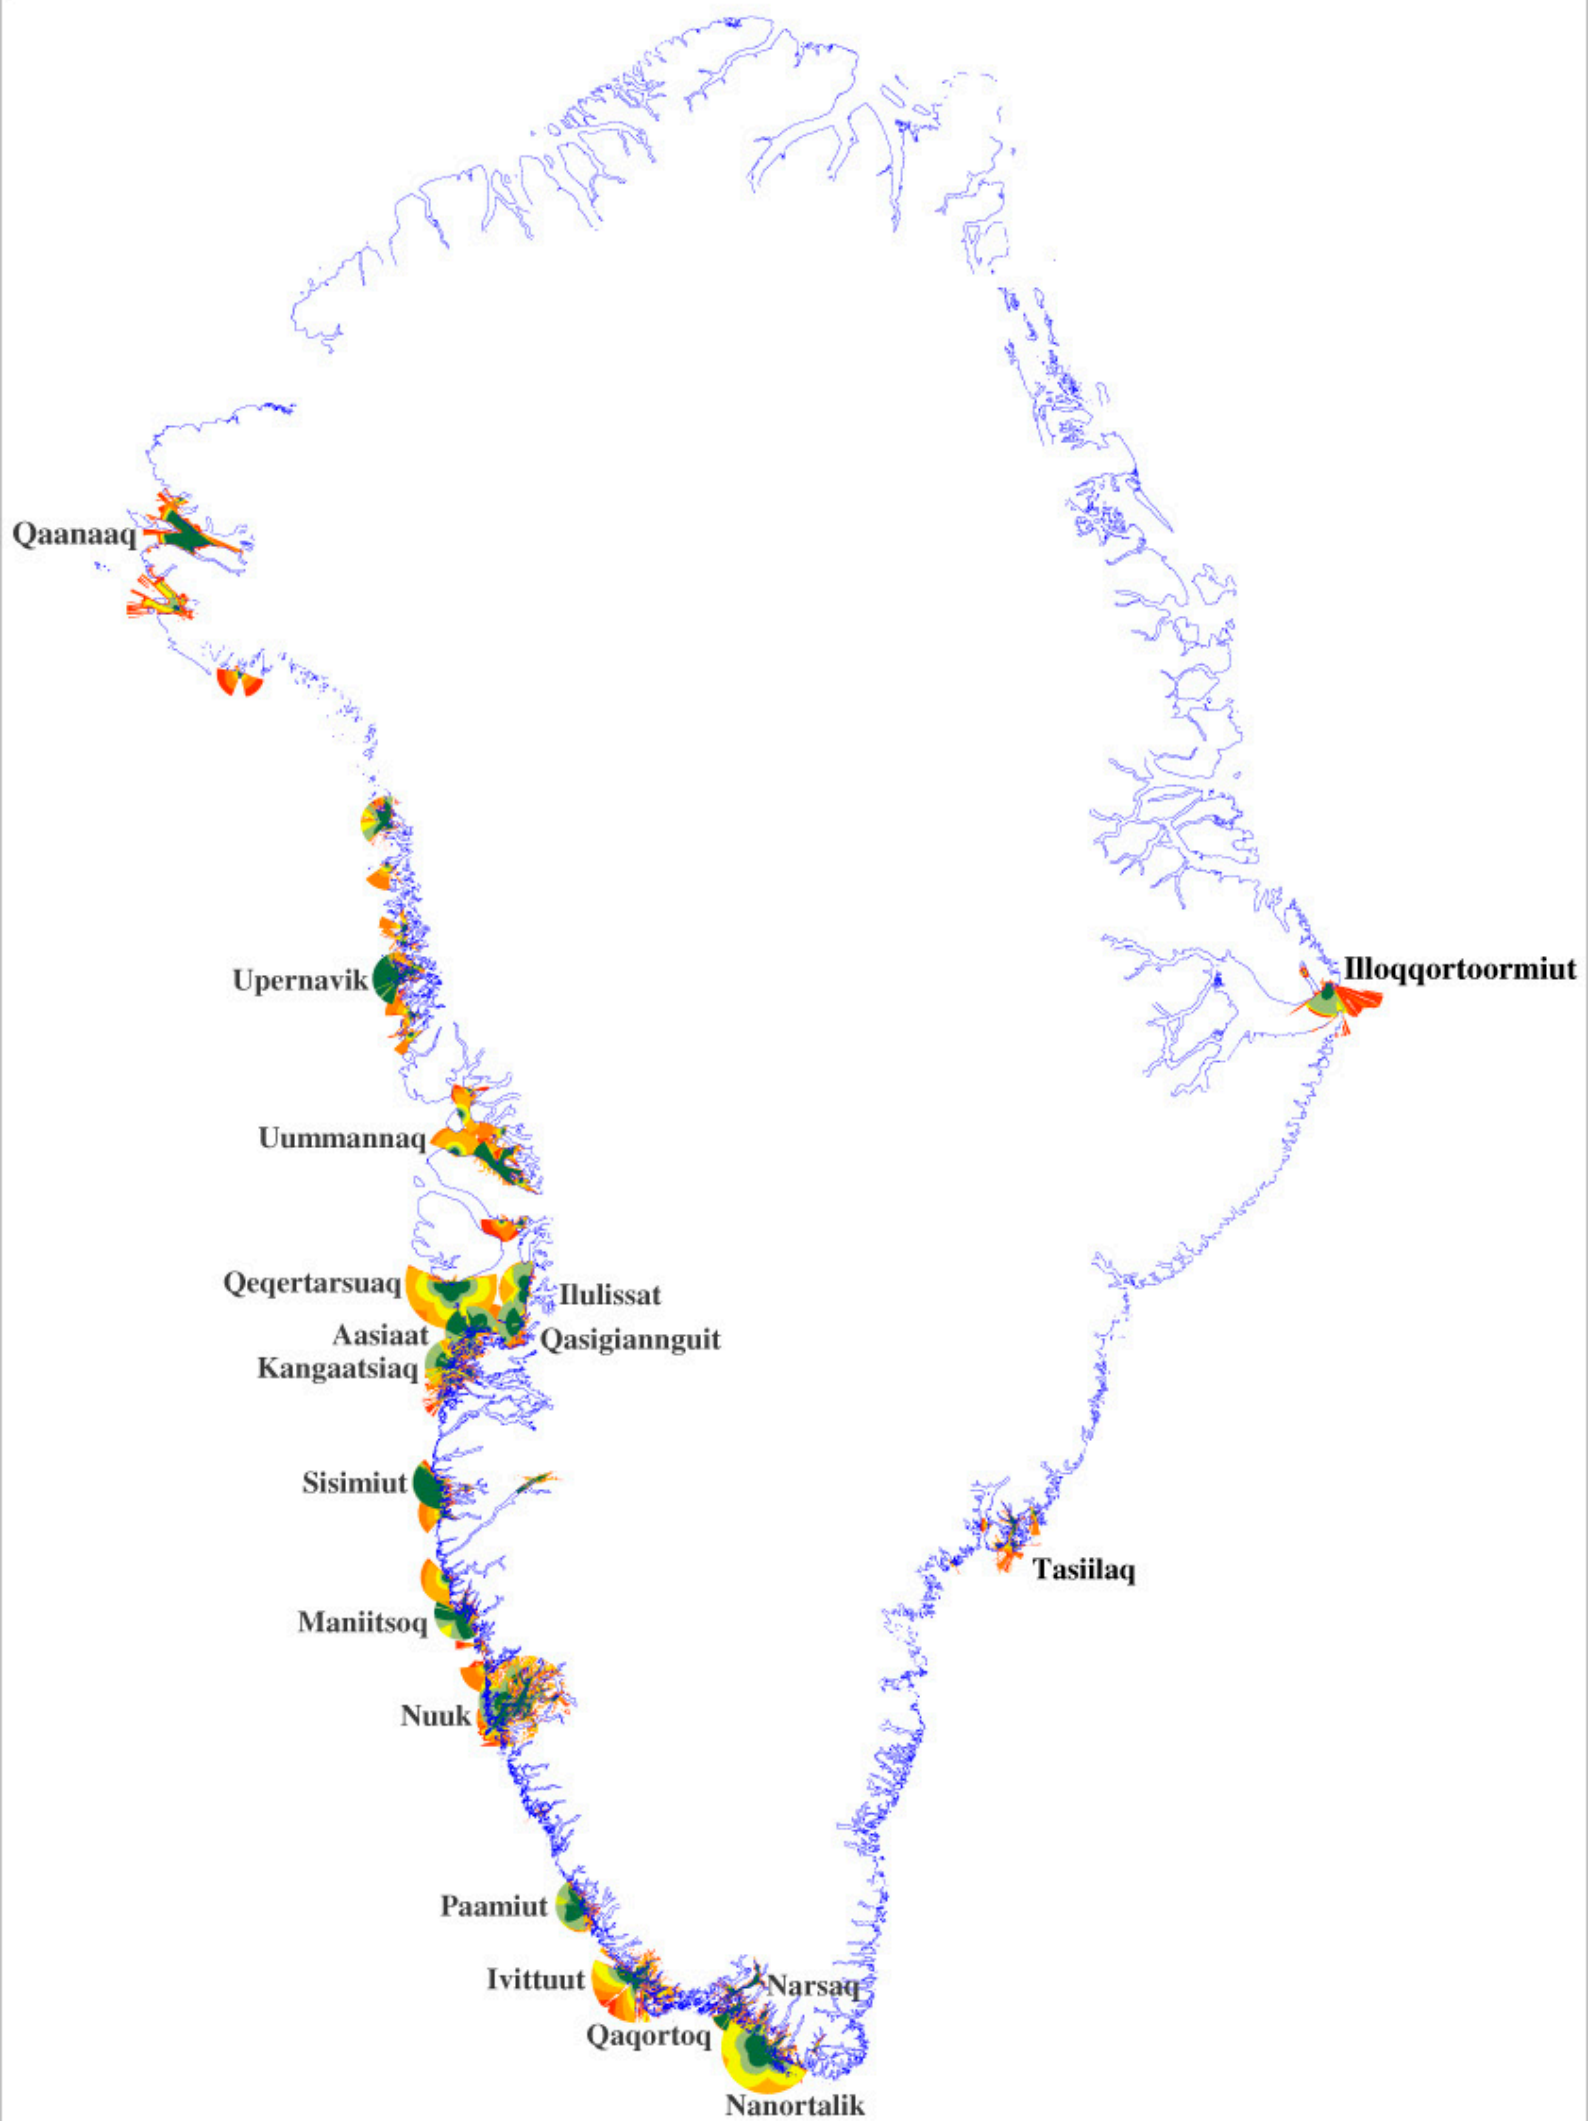 Qaanaaq
Illoqqortoormiut
Upernavik
Uummannaq
Qeqertarsuaq
Ilulissat
Aasiaat
Qasigiannguit
Kangaatsiaq
Sisimiut
Tasiilaq
Maniitsoq
Nuuk
Paamiut
Ivittuut
Narsaq
Qaqortoq
Nanortalik